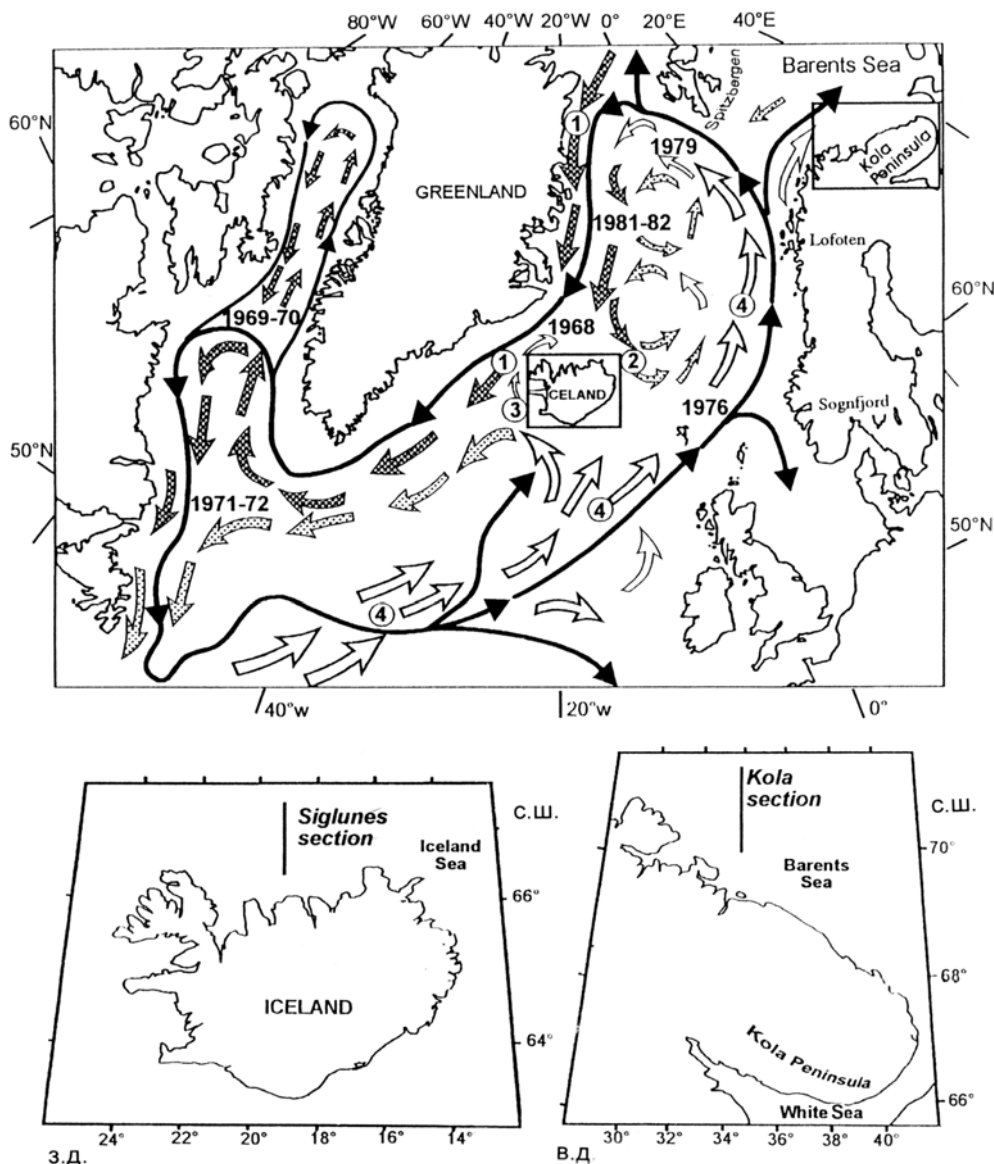 80°W 60°W 40°W 20°W 0° 20°E 40°E
Barents Sea
Spitzbergen
60°N
1
1979
Kola
Peninsula
GREENLAND
1981-82
Lofoten
60°N
4
1969-70
1968
1
2
ICELAND
3
1976
Sognfjord
50°N
4
1971-72
50°N
4
40°w
20°w
0°
Siglunes
section
С.Ш.
Iceland
Sea
66°
ICELAND
64°
24° 22° 20° 18° 16° 14°
З.Д.
Kola
section
С.Ш.
70°
Barents
Sea
68°
Kola Peninsula
White Sea
66°
30° 32° 34° 36° 38° 40°
В.Д.